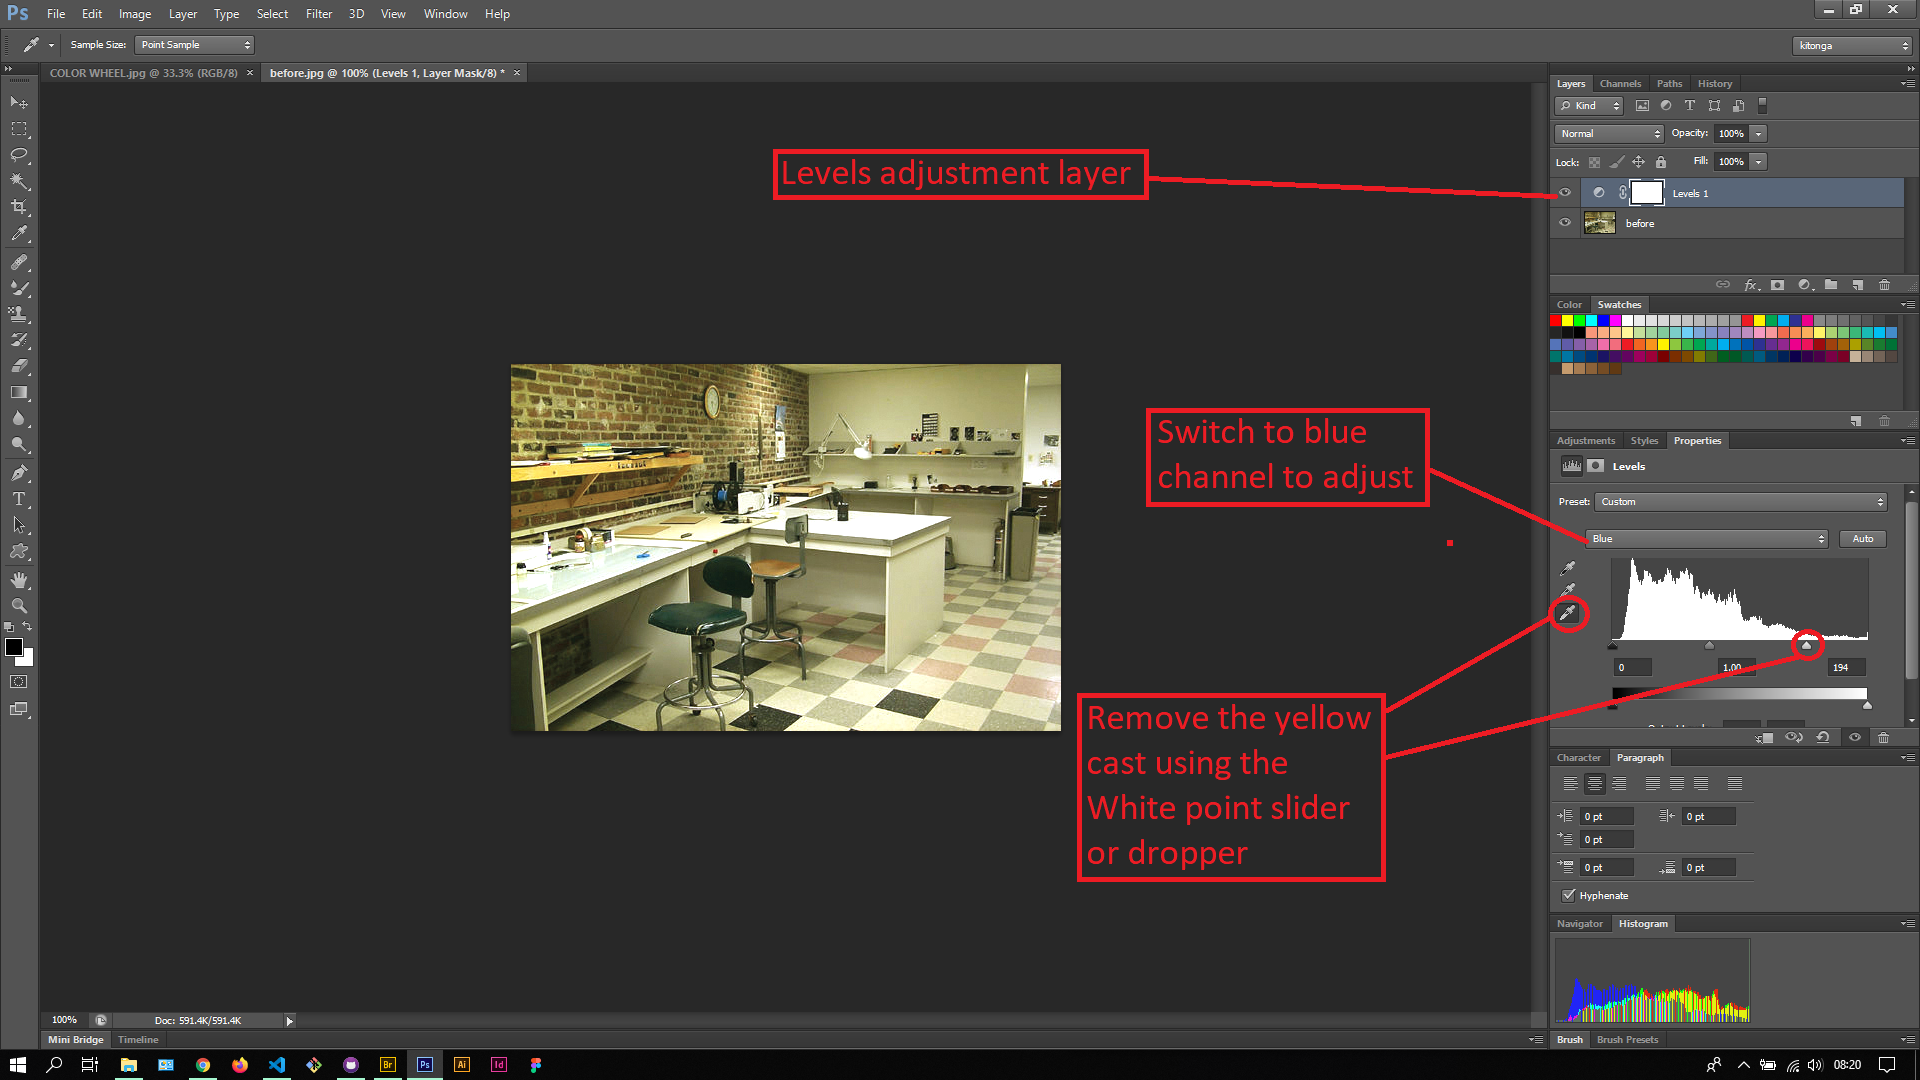 Ps File Edit Image Layer Type Select Filter 3D View Window Help
Sample Size: Point Sample
kitonga
COLOR WHEEL.jpg @ 33.3% (RGB/8) × before.jpg @ 100% (Levels 1, Layer Mask/8) * ×
Layers Channels Paths History
Kind
Normal Opacity: 100%
Lock: Fill: 100%
Levels 1
before
Levels adjustment layer
Color Swatches
Switch to blue
channel to adjust
Adjustments Styles Properties
Levels
Preset: Custom
Blue Auto
0 1.00 194
Remove the yellow
cast using the
White point slider
or dropper
Character Paragraph
0 pt 0 pt
0 pt
0 pt 0 pt
Hyphenate
Navigator Histogram
100% Doc: 591.4K/591.4K
Mini Bridge Timeline
Brush Brush Presets
Br Ps Ai Id
08:20